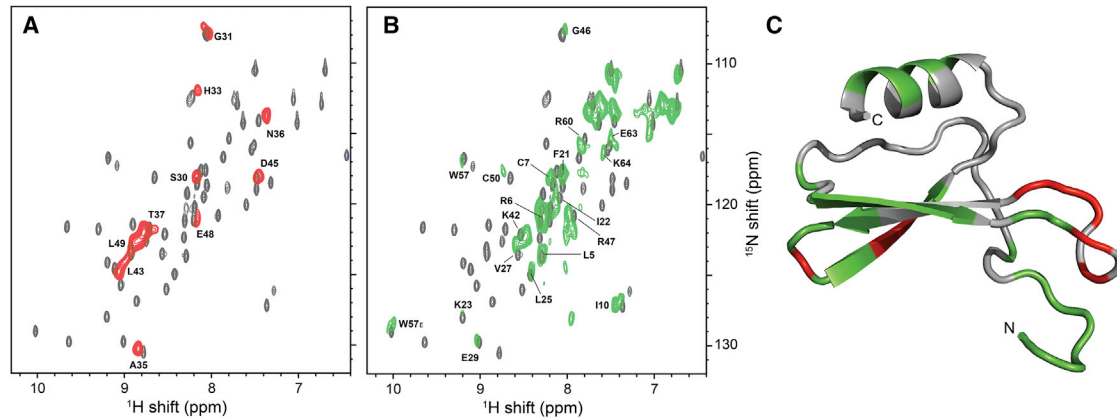 A
G31
H33
N36
D45
S30
T37
E48
L49
L43
A35
10
9
8
7
¹H shift (ppm)
B
G46
R60
E63
F21
K64
W57
C7
C50
R6
I22
K42
R47
V27
L5
L25
K23
I10
W57ε
E29
10
9
8
7
¹H shift (ppm)
110
120
130
¹⁵N shift (ppm)
C
C
N